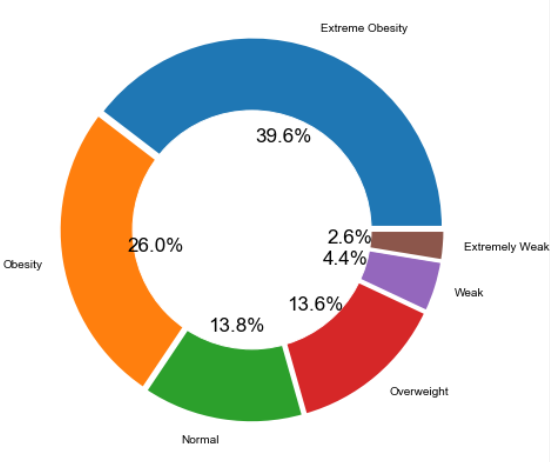 Extreme Obesity
39.6%
2.6%
Extremely Weak
26.0%
4.4%
Obesity
Weak
13.6%
13.8%
Overweight
Normal